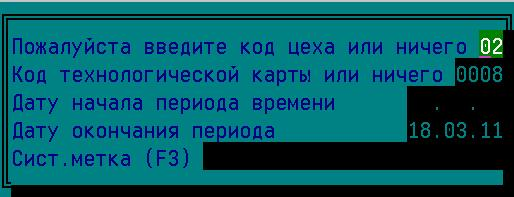 Пожалуйста введите код цеха или ничего 02
Код технологической карты или ничего 0008
Дату начала периода времени . .
Дату окончания периода 18.03.11
Сист.метка (F3)